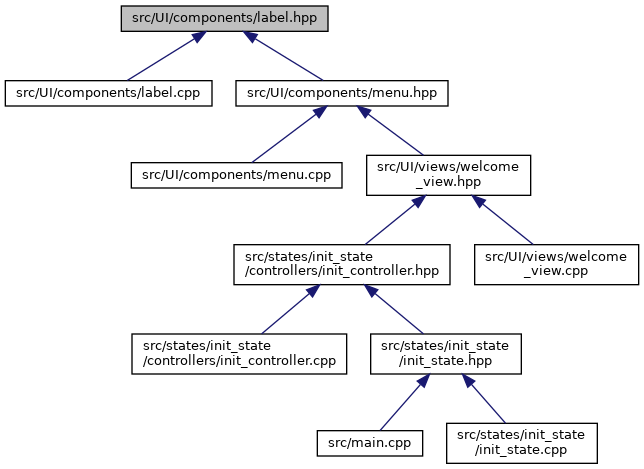 src/UI/components/label.hpp
src/UI/components/label.cpp
src/UI/components/menu.hpp
src/UI/components/menu.cpp
src/UI/views/welcome
_view.hpp
src/states/init_state
/controllers/init_controller.hpp
src/UI/views/welcome
_view.cpp
src/states/init_state
/controllers/init_controller.cpp
src/states/init_state
/init_state.hpp
src/main.cpp
src/states/init_state
/init_state.cpp